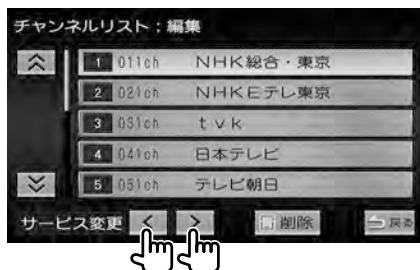 チャンネルリスト：編集
1 011ch NHK総合・東京
2 021ch NHKEテレ東京
3 031ch tvk
4 041ch 日本テレビ
5 051ch テレビ朝日
サービス変更 < > 削除 戻る